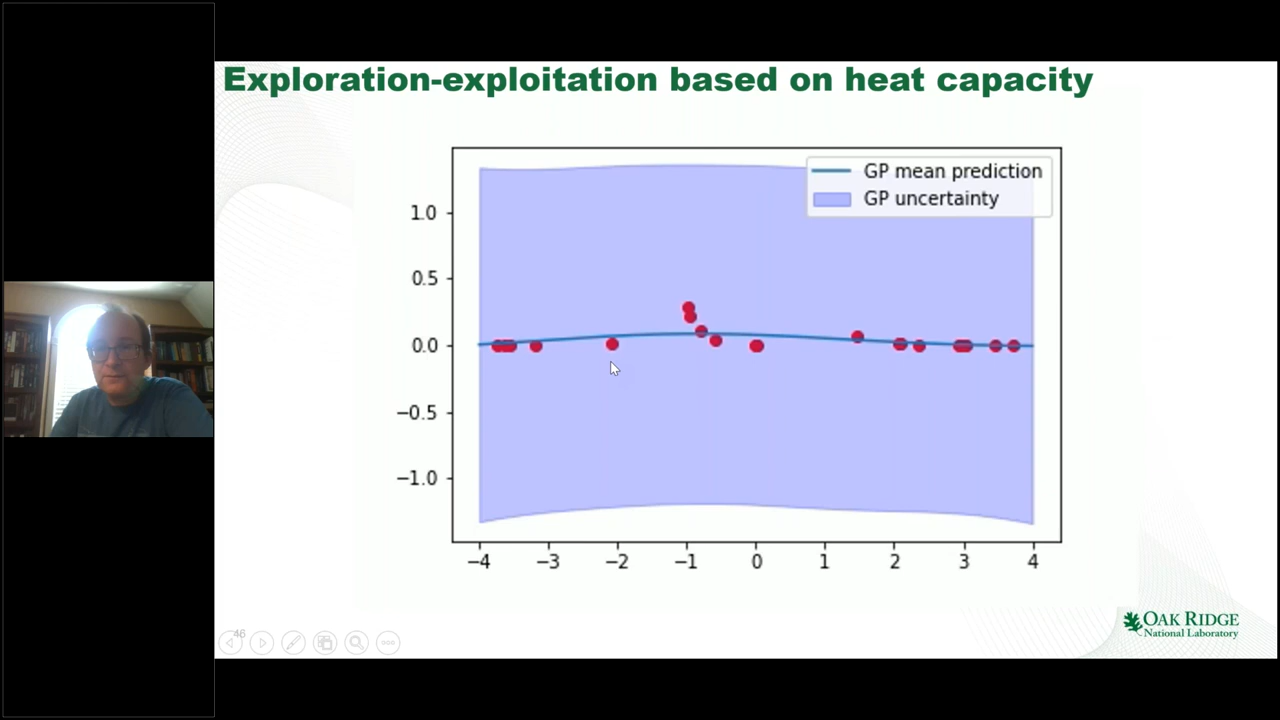 Exploration-exploitation based on heat capacity
GP mean prediction
GP uncertainty
1.0
0.5
0.0
−0.5
−1.0
−4 −3 −2 −1 0 1 2 3 4
46
OAK RIDGE
National Laboratory